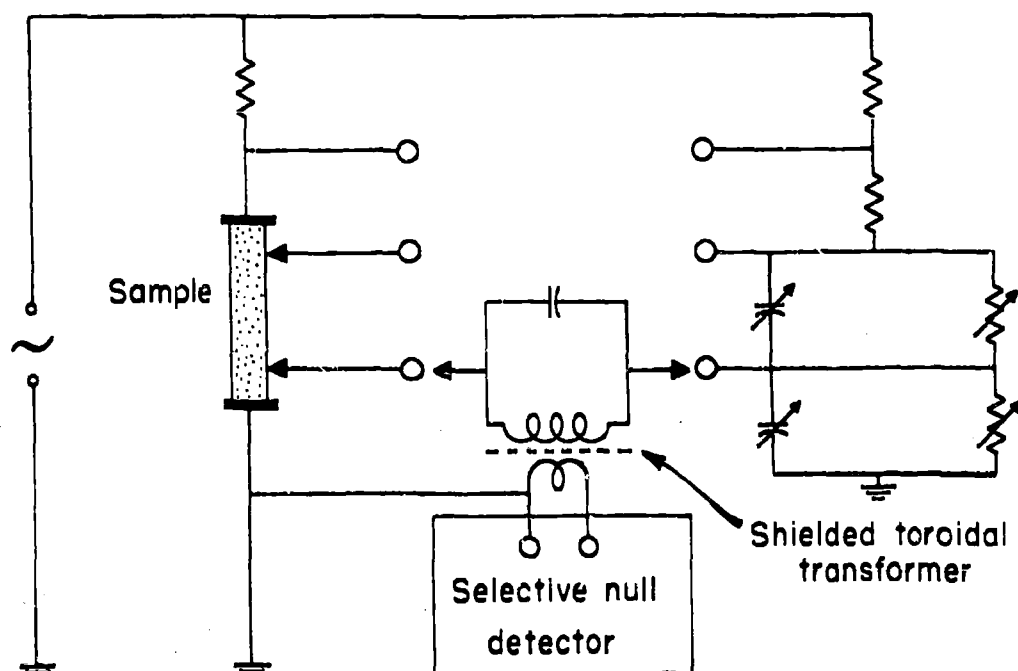 Sample
Shielded toroidal
transformer
Selective null
detector